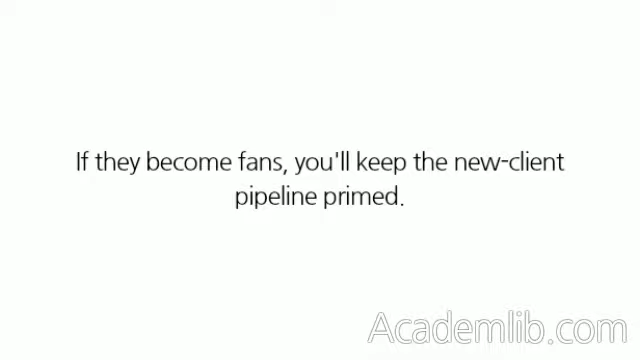 If they become fans, you'll keep the new-client
pipeline primed.
Academlib.com